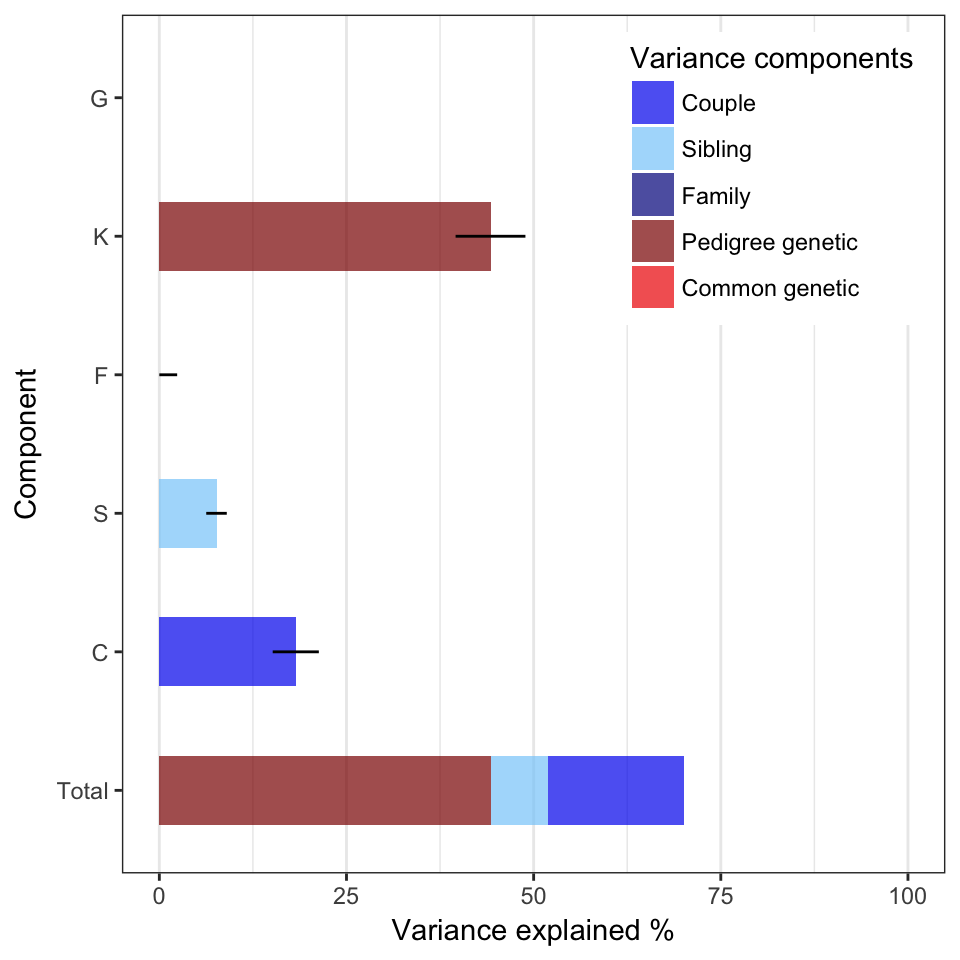 Variance components
Couple
Sibling
Family
Pedigree genetic
Common genetic
G
K
F
S
C
Total
Component
0 25 50 75 100
Variance explained %